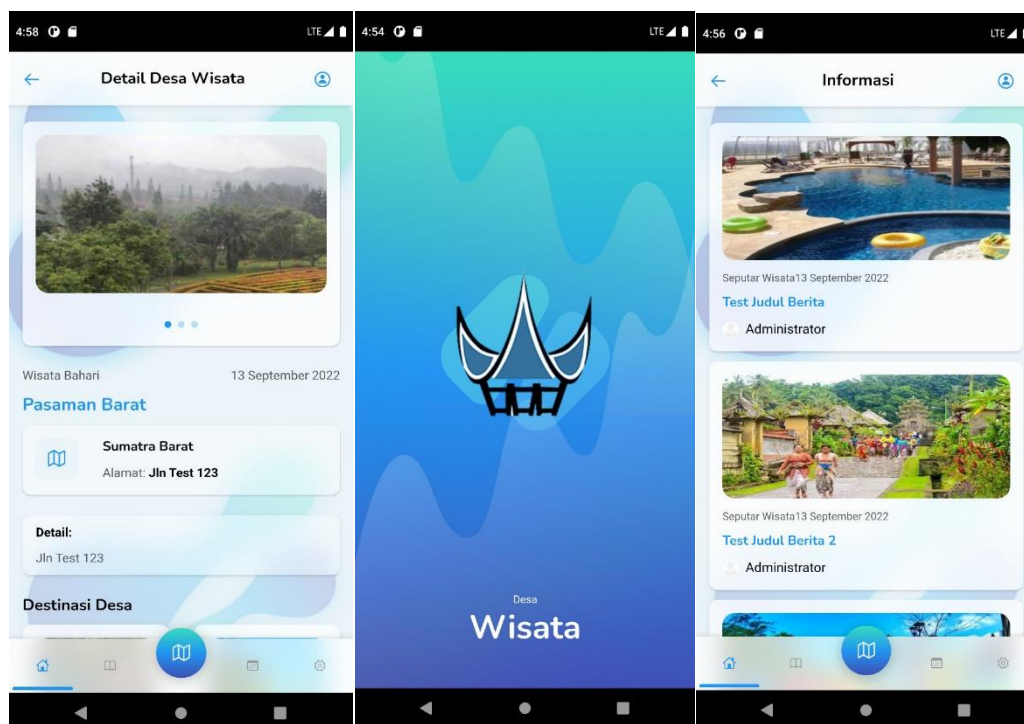 4:58
LTE
Detail Desa Wisata
Wisata Bahari
13 September 2022
Pasaman Barat
Sumatra Barat
Alamat: Jln Test 123
Detail:
Jln Test 123
Destinasi Desa
4:54
LTE
Desa
Wisata
4:56
LTE
Informasi
Seputar Wisata13 September 2022
Test Judul Berita
Administrator
Seputar Wisata13 September 2022
Test Judul Berita 2
Administrator